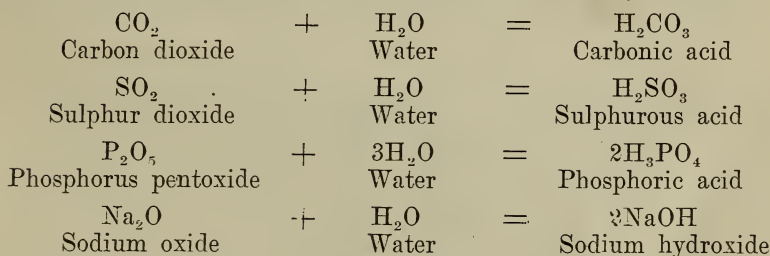 CO₂ + H₂O = H₂CO₃
Carbon dioxide Water Carbonic acid
SO₂ + H₂O = H₂SO₃
Sulphur dioxide Water Sulphurous acid
P₂O₅ + 3H₂O = 2H₃PO₄
Phosphorus pentoxide Water Phosphoric acid
Na₂O + H₂O = 2NaOH
Sodium oxide Water Sodium hydroxide